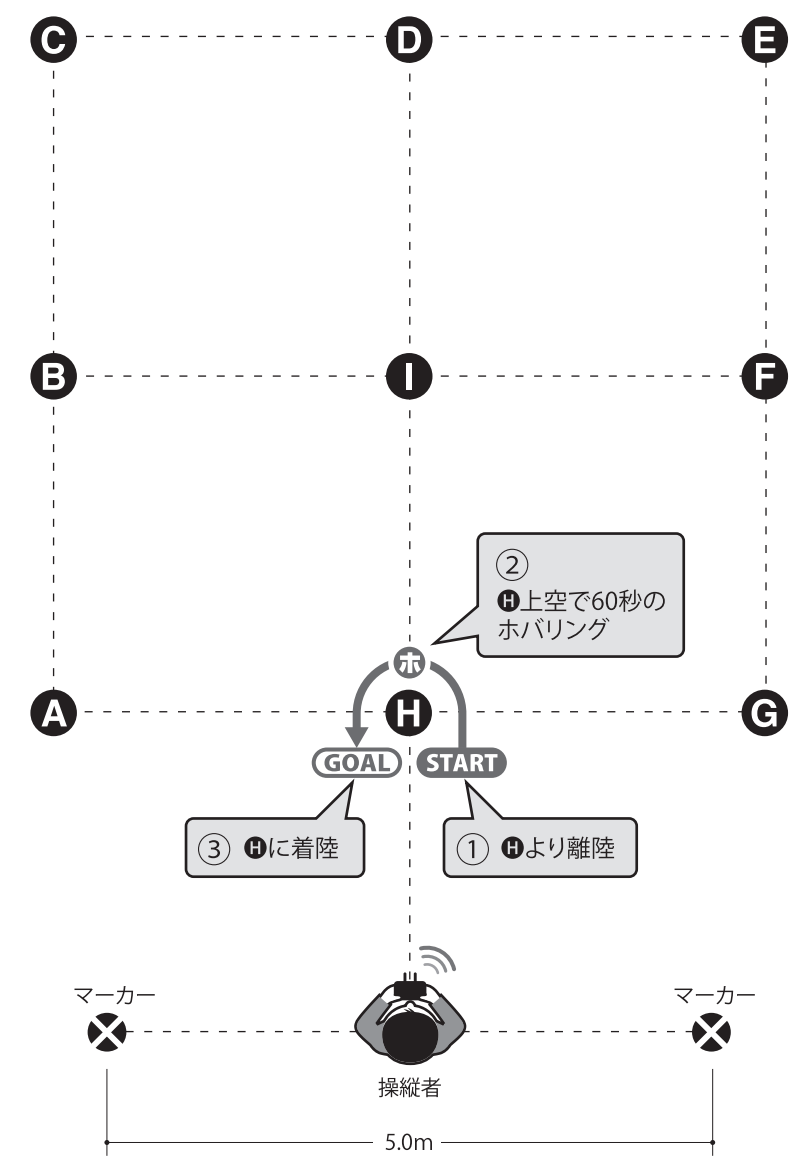 C D E
B I F
②
H上空で60秒の
ホバリング
ホ
A H G
GOAL START
③ Hに着陸
① Hより離陸
マーカー マーカー
操縦者
5.0m